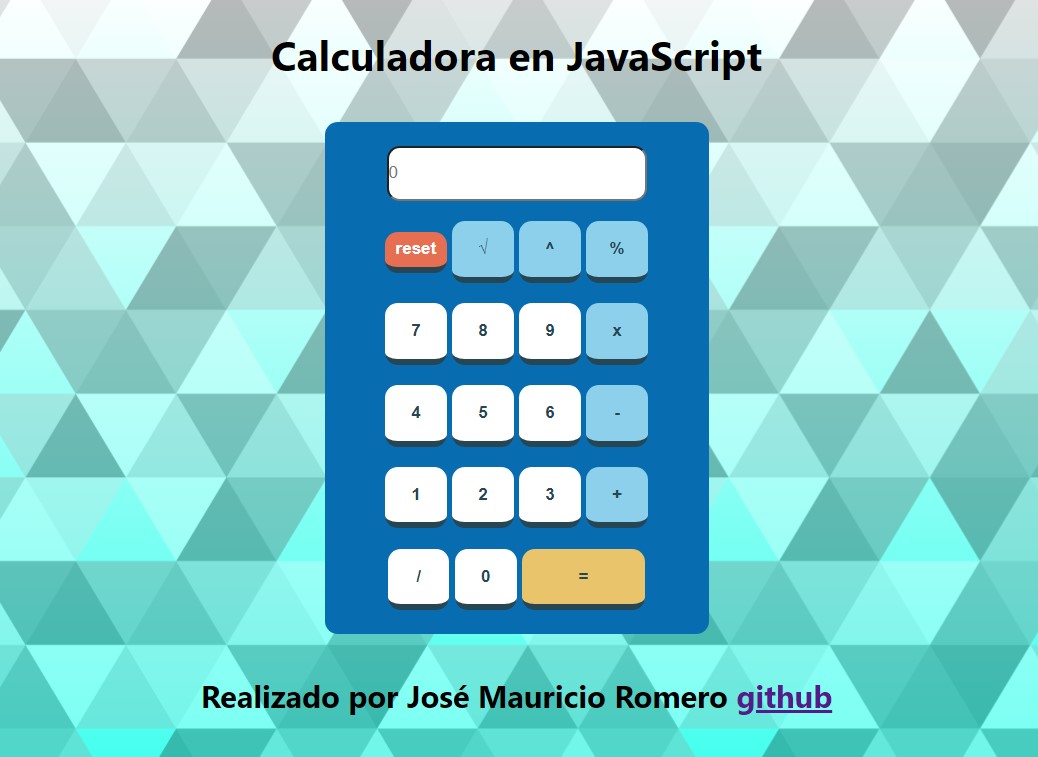 Calculadora en JavaScript
0
reset √ ^ %
7 8 9 x
4 5 6 -
1 2 3 +
/ 0 =
Realizado por José Mauricio Romero github